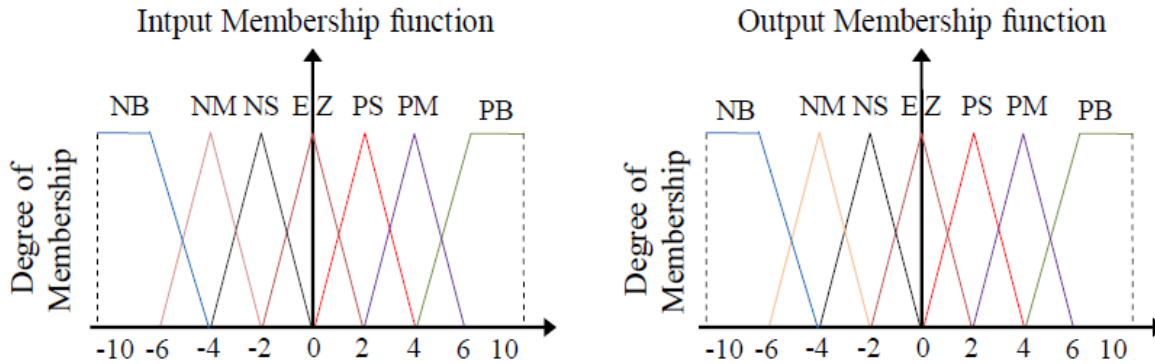 Intput Membership function
NB NM NS EZ PS PM PB
Degree of
Membership
-10 -6 -4 -2 0 2 4 6 10
Output Membership function
NB NM NS EZ PS PM PB
Degree of
Membership
-10 -6 -4 -2 0 2 4 6 10